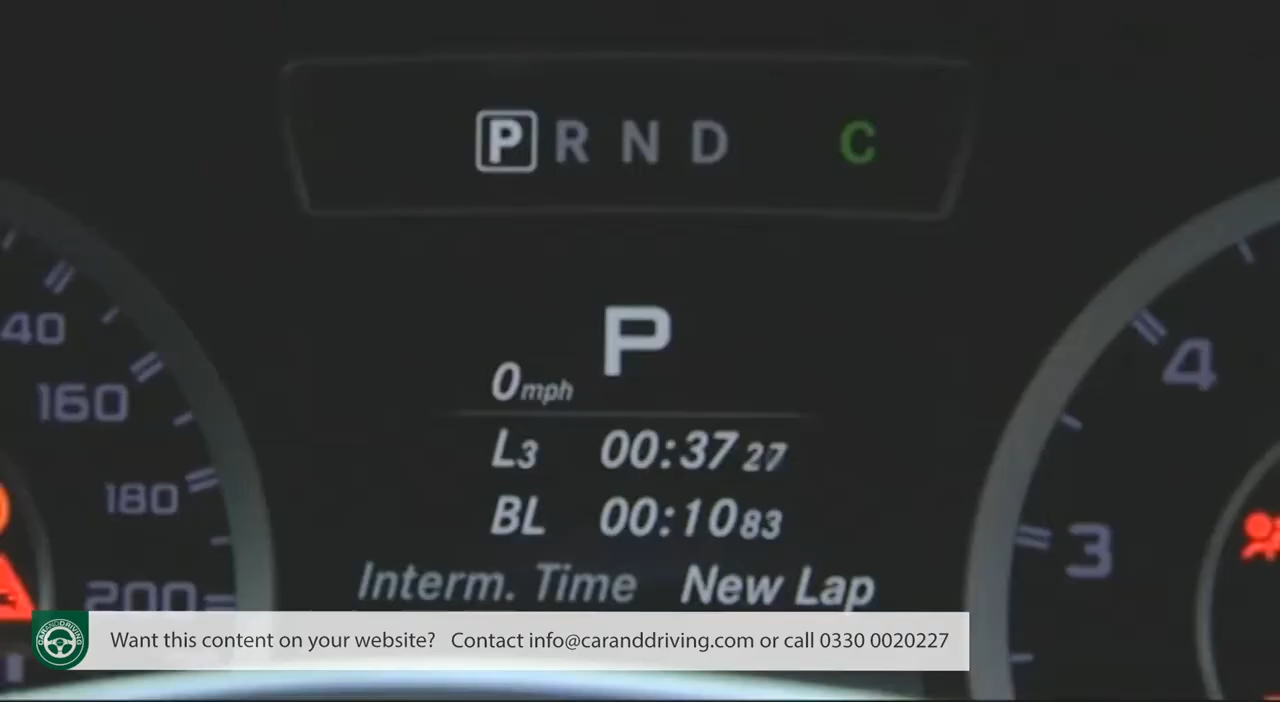 P R N D C
P
0mph
L3 00:37 27
BL 00:10 83
Interm. Time New Lap
40
160
180
200
4
3
CARANDDRIVING
Want this content on your website? Contact info@caranddriving.com or call 0330 0020227